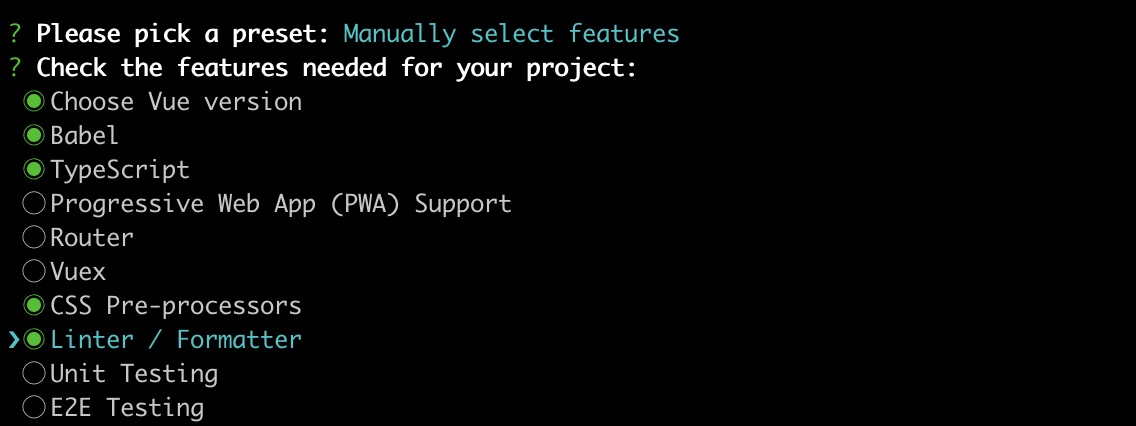 ? Please pick a preset: Manually select features
? Check the features needed for your project:
◉ Choose Vue version
◉ Babel
◉ TypeScript
◯ Progressive Web App (PWA) Support
◯ Router
◯ Vuex
◉ CSS Pre-processors
❯◉ Linter / Formatter
◯ Unit Testing
◯ E2E Testing